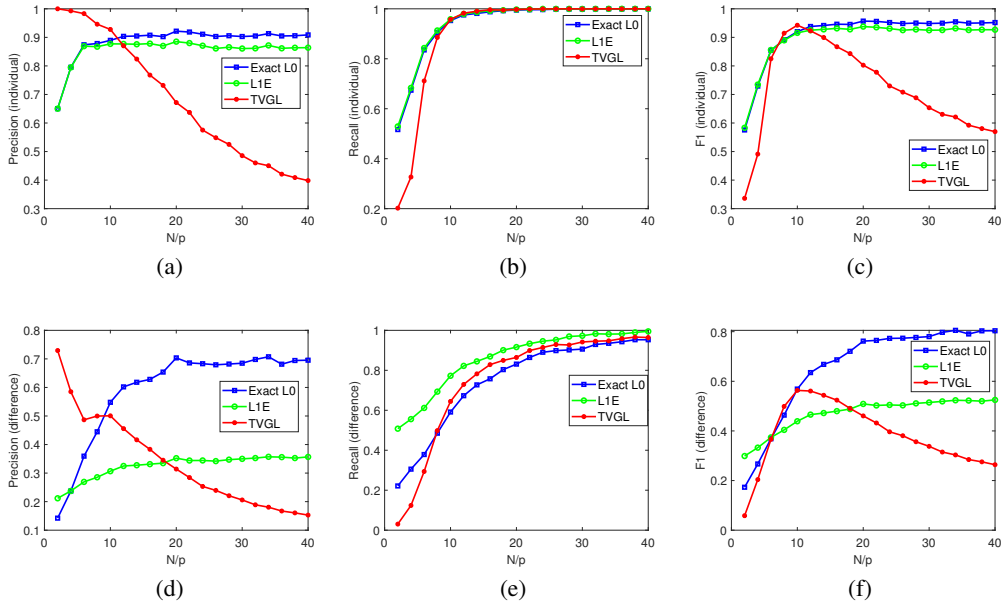 Precision (individual)
1
0.9
0.8
0.7
0.6
0.5
0.4
0.3
0 10 20 30 40
N/p
Exact L0
L1E
TVGL
(a)
Recall (individual)
1
0.8
0.6
0.4
0.2
0 10 20 30 40
N/p
Exact L0
L1E
TVGL
(b)
F1 (individual)
1
0.9
0.8
0.7
0.6
0.5
0.4
0.3
0 10 20 30 40
N/p
Exact L0
L1E
TVGL
(c)
Precision (difference)
0.8
0.7
0.6
0.5
0.4
0.3
0.2
0.1
0 10 20 30 40
N/p
Exact L0
L1E
TVGL
(d)
Recall (difference)
1
0.8
0.6
0.4
0.2
0
0 10 20 30 40
N/p
Exact L0
L1E
TVGL
(e)
F1 (difference)
0.8
0.6
0.4
0.2
0
0 10 20 30 40
N/p
Exact L0
L1E
TVGL
(f)